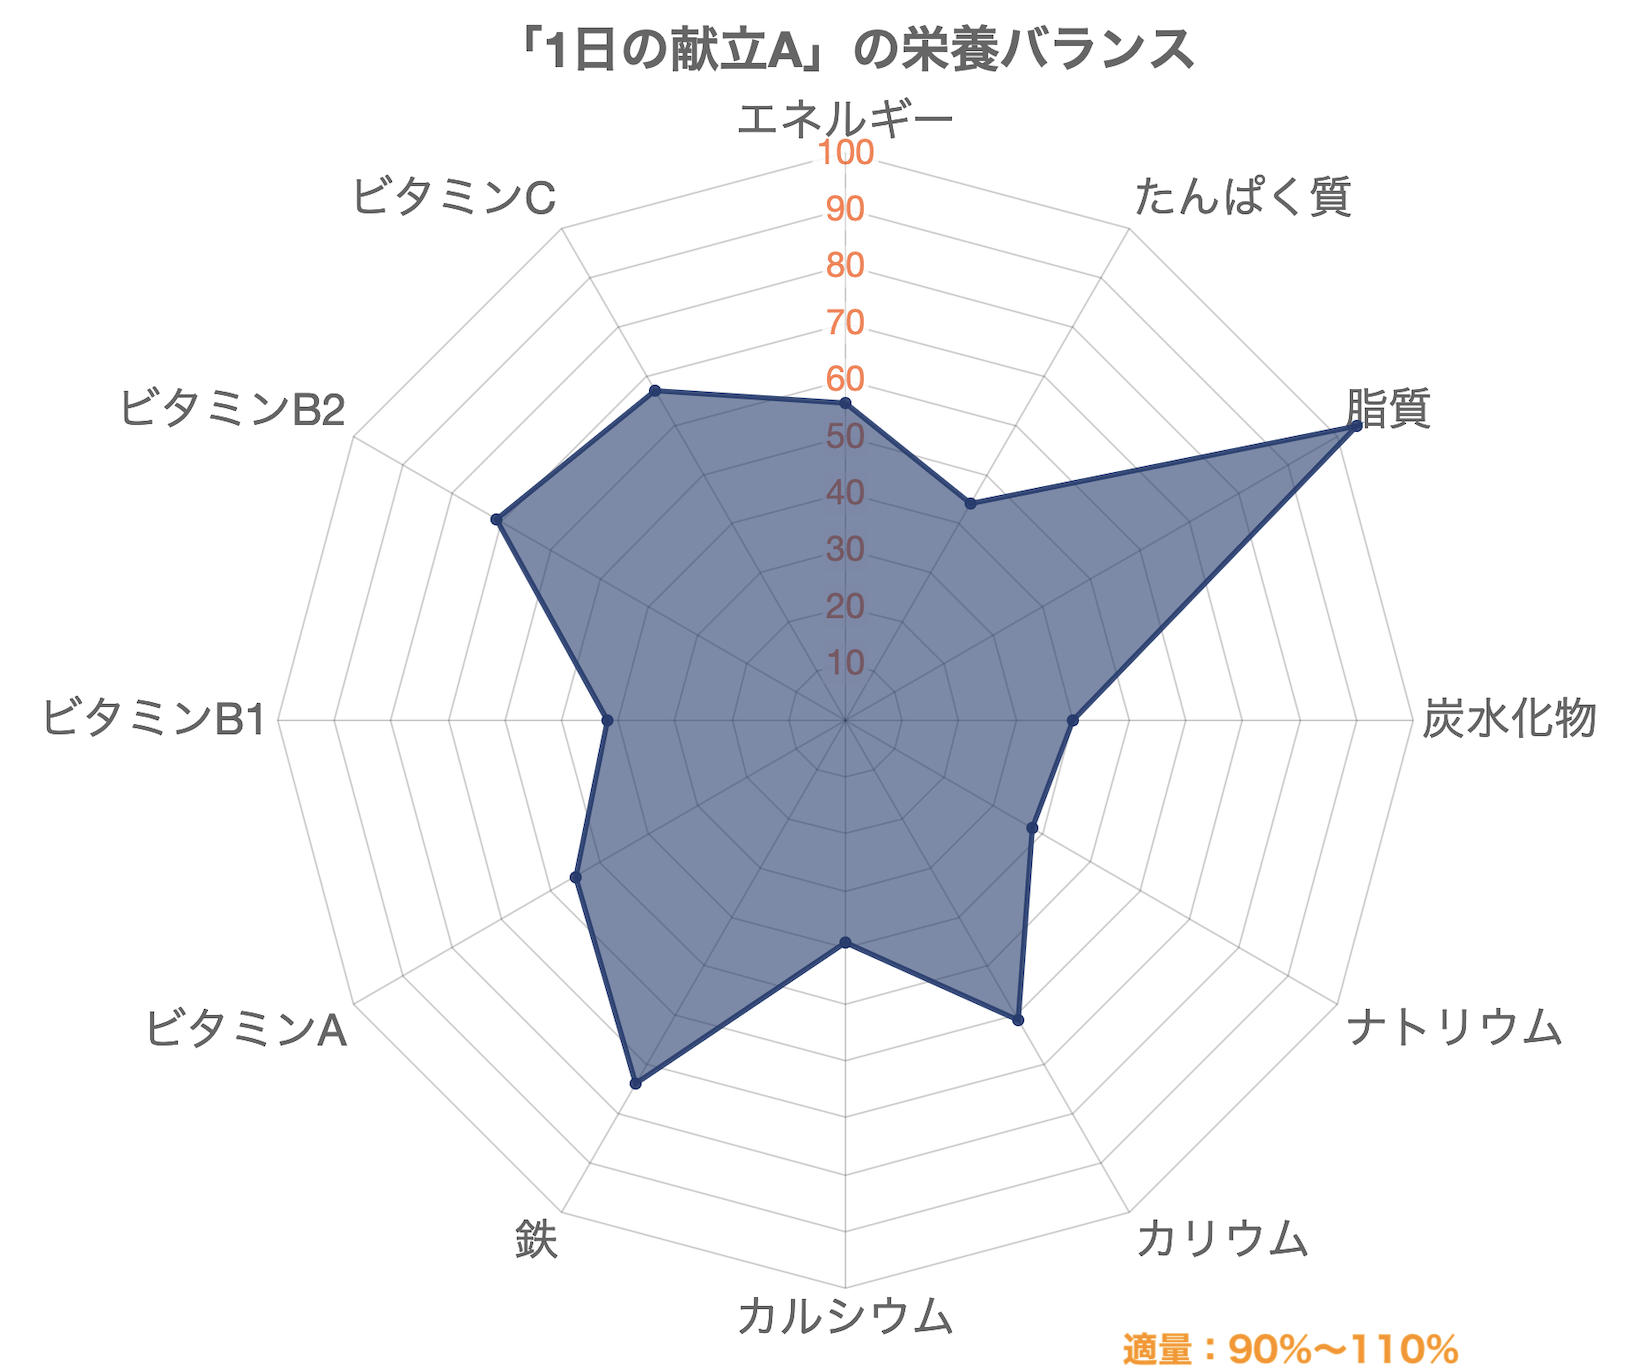 「1日の献立A」の栄養バランス
エネルギー
100
ビタミンC
たんぱく質
90
80
70
60
ビタミンB2
脂質
50
40
30
20
10
ビタミンB1
炭水化物
ビタミンA
ナトリウム
鉄
カリウム
カルシウム
適量：90%〜110%